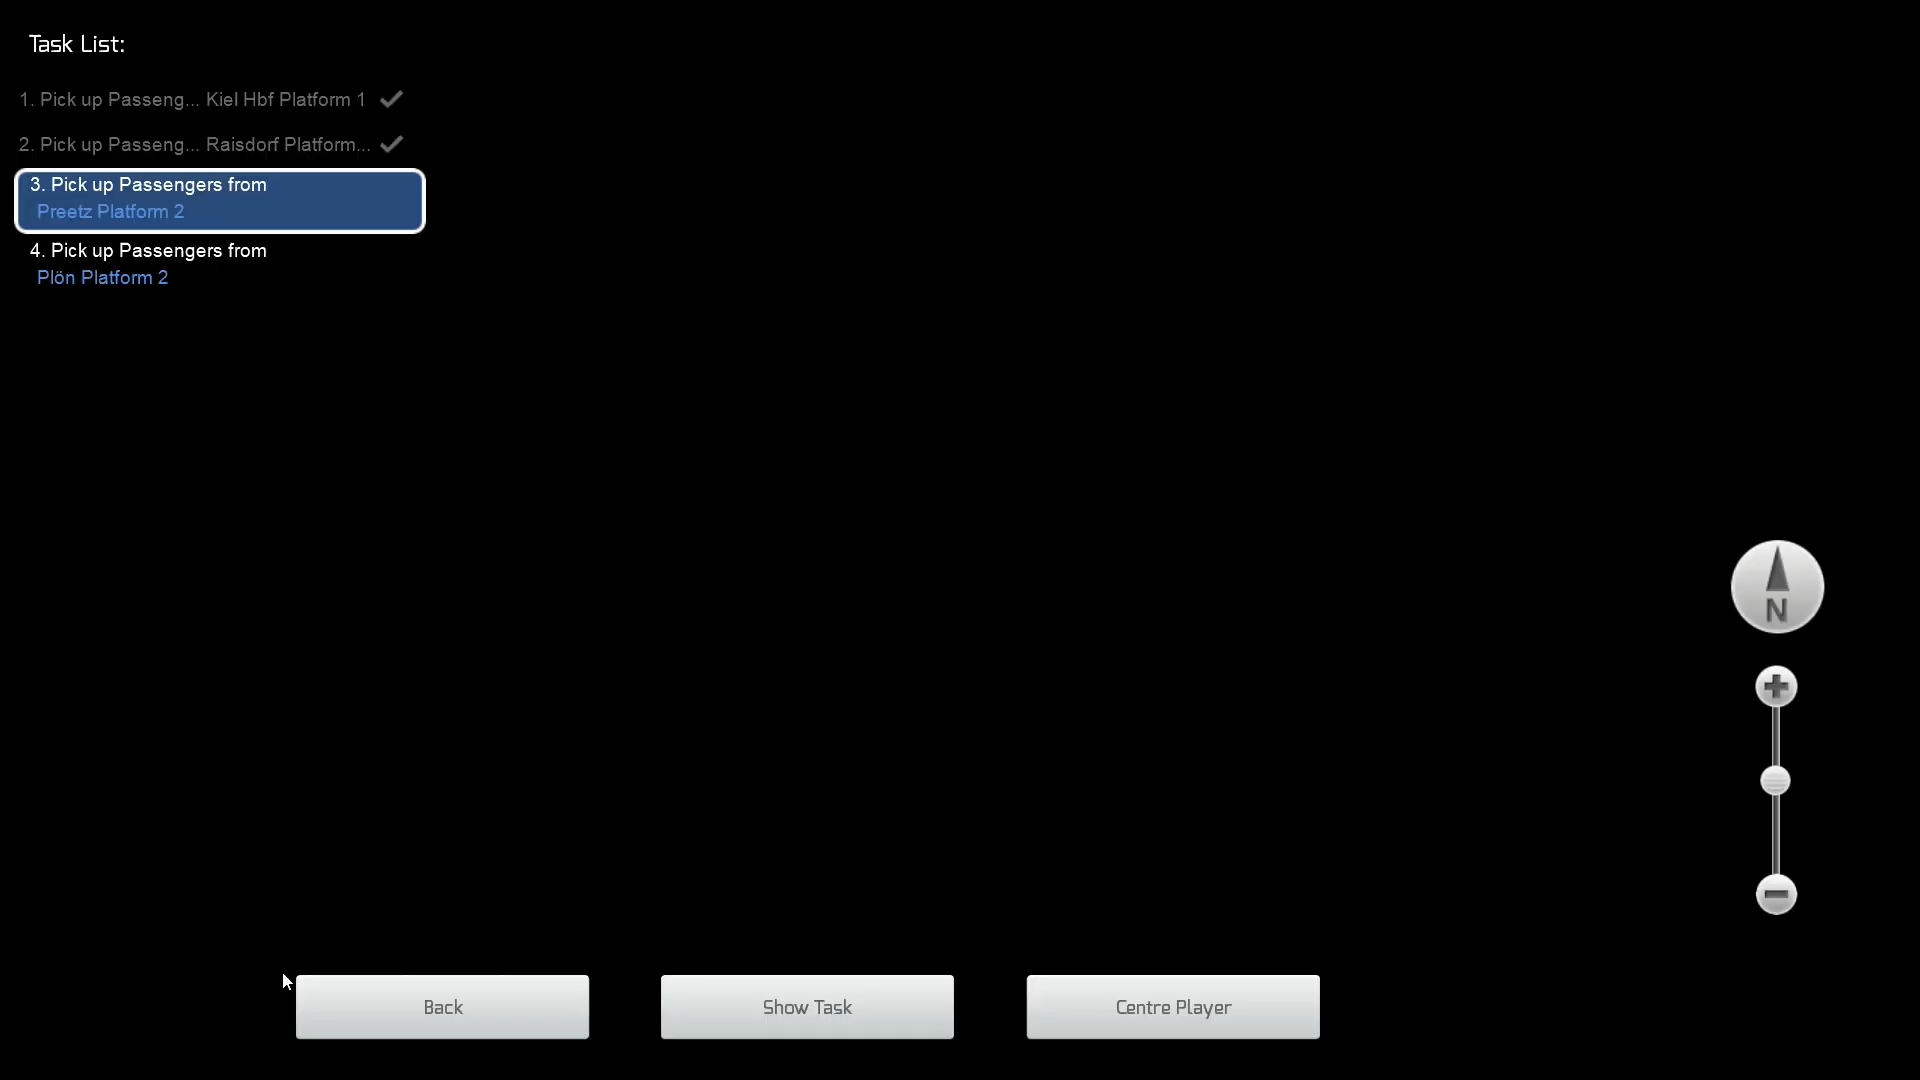 Task List:
1. Pick up Passeng... Kiel Hbf Platform 1
2. Pick up Passeng... Raisdorf Platform...
3. Pick up Passengers from
Preetz Platform 2
4. Pick up Passengers from
Plön Platform 2
N
Back
Show Task
Centre Player